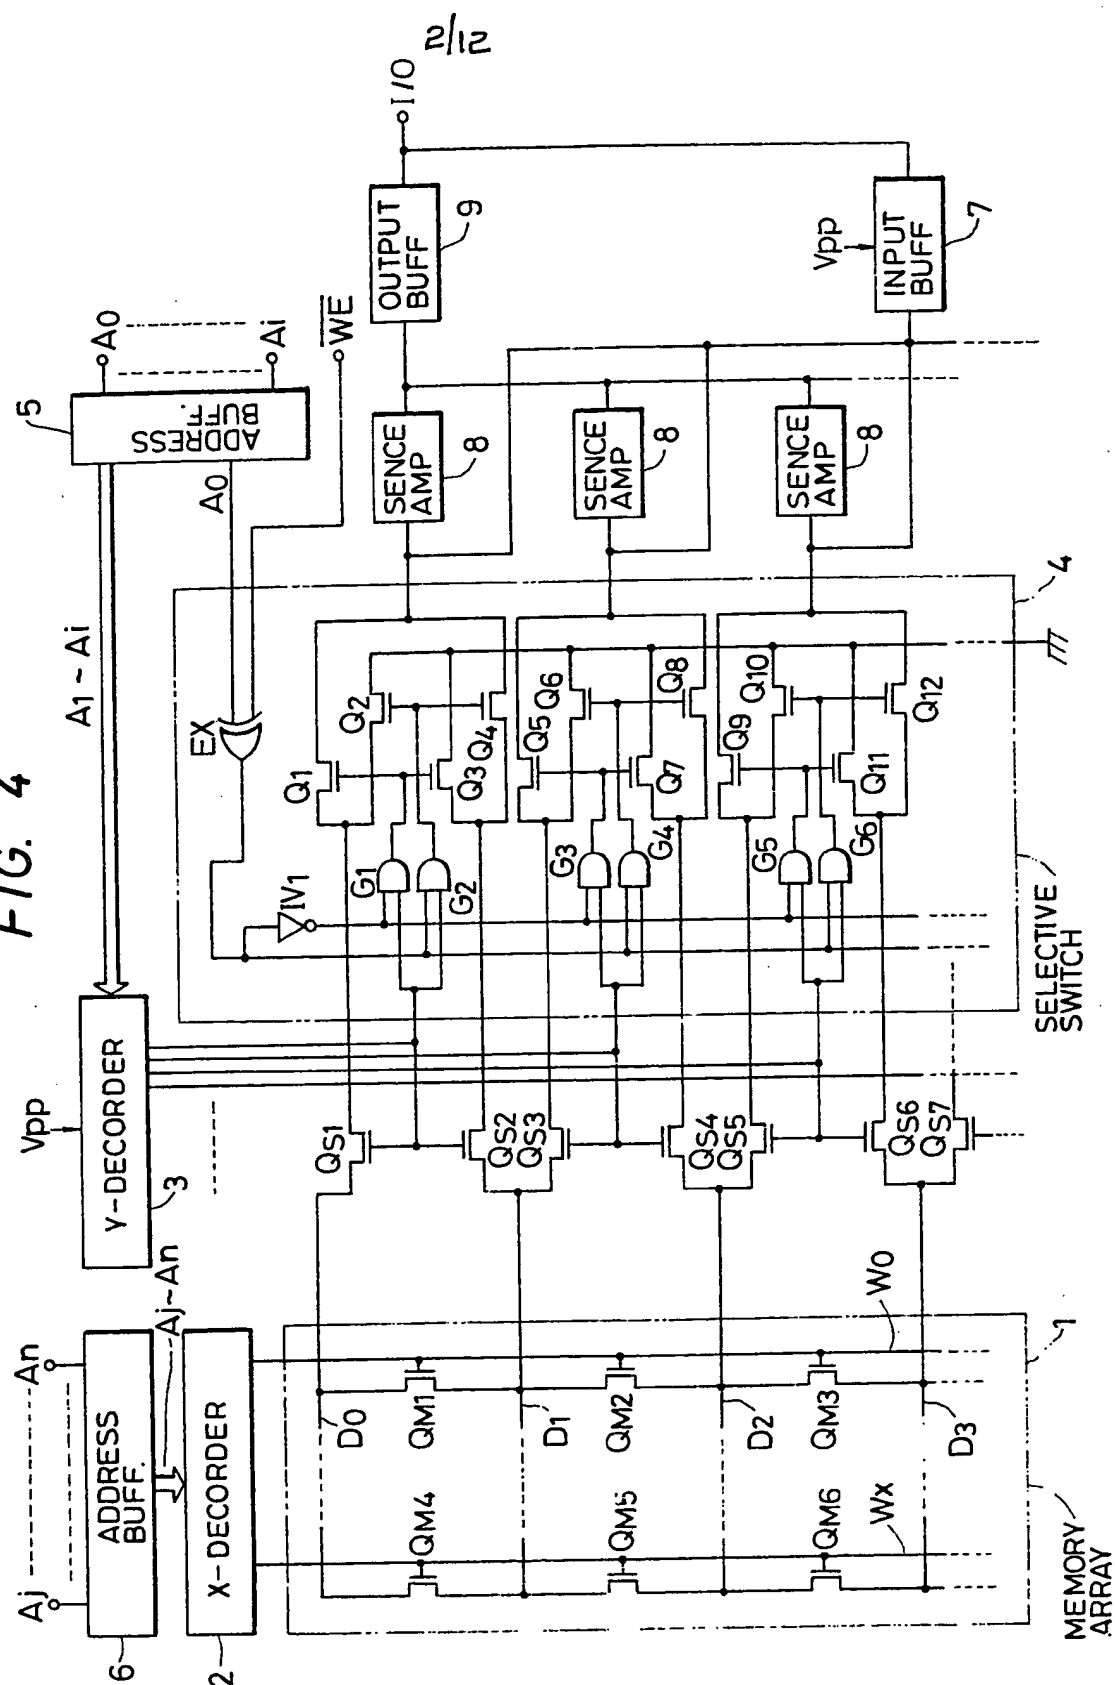 2/12
FIG. 4
Aj
An
ADDRESS
BUFF.
6
Aj~An
X-DECORDER
2
Vpp
Y-DECORDER
3
A1 ~ Ai
5
ADDRESS
BUFF.
A0
Ai
A0
WE
EX
IV1
G1
G2
G3
G4
G5
G6
Q1
Q2
Q3
Q4
Q5
Q6
Q7
Q8
Q9
Q10
Q11
Q12
QS1
QS2
QS3
QS4
QS5
QS6
QS7
SENCE
AMP
8
SENCE
AMP
8
SENCE
AMP
8
OUTPUT
BUFF
9
I/O
Vpp
INPUT
BUFF
7
4
SELECTIVE
SWITCH
D0
D1
D2
D3
QM1
QM2
QM3
QM4
QM5
QM6
W0
Wx
1
MEMORY
ARRAY